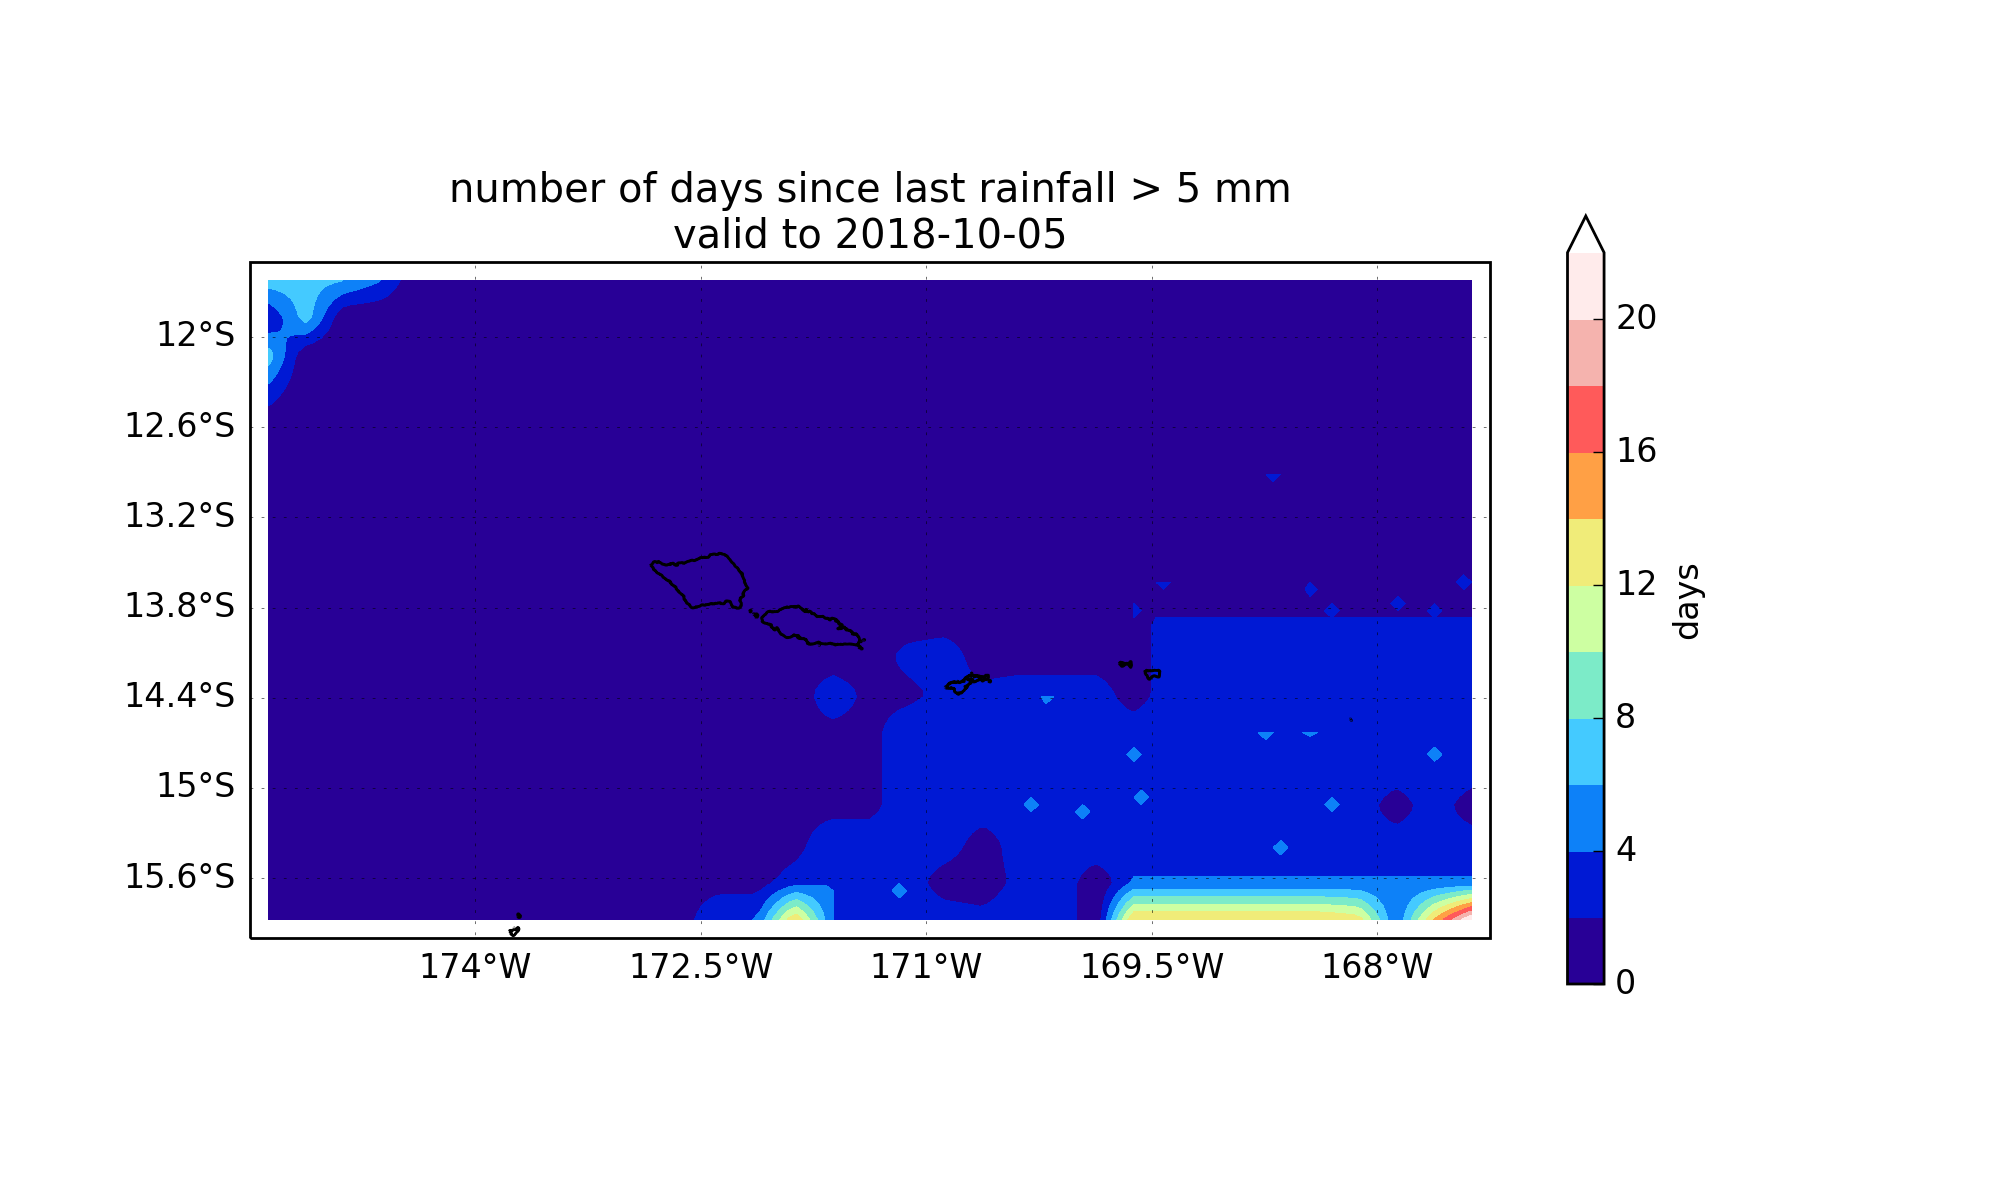 number of days since last rainfall > 5 mm
valid to 2018-10-05
12°S
12.6°S
13.2°S
13.8°S
14.4°S
15°S
15.6°S
174°W
172.5°W
171°W
169.5°W
168°W
20
16
12
8
4
0
days